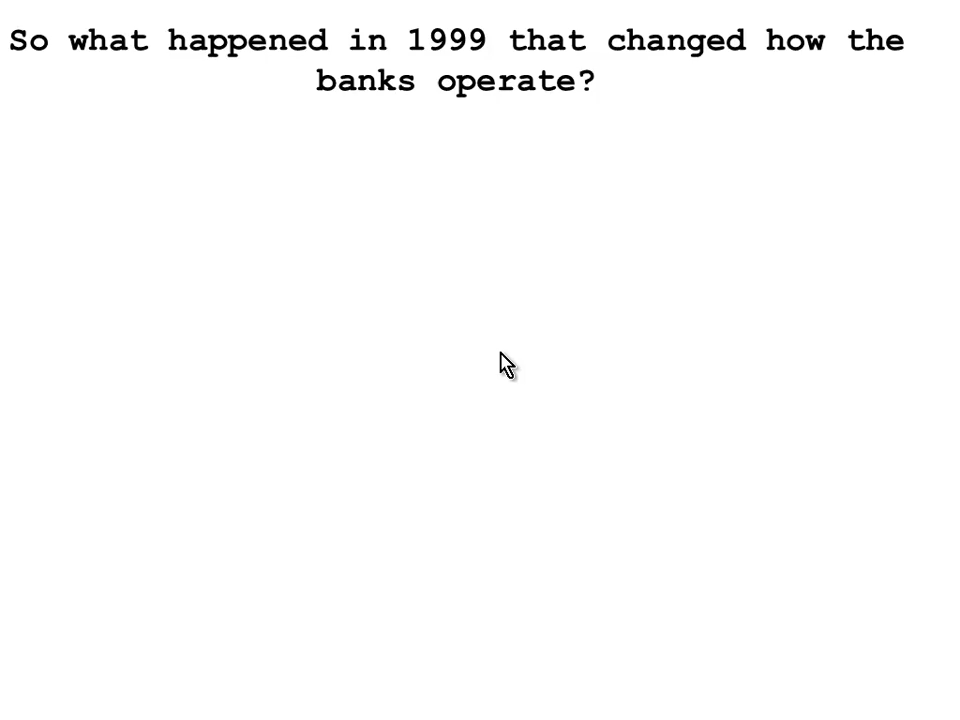 So what happened in 1999 that changed how the
banks operate?